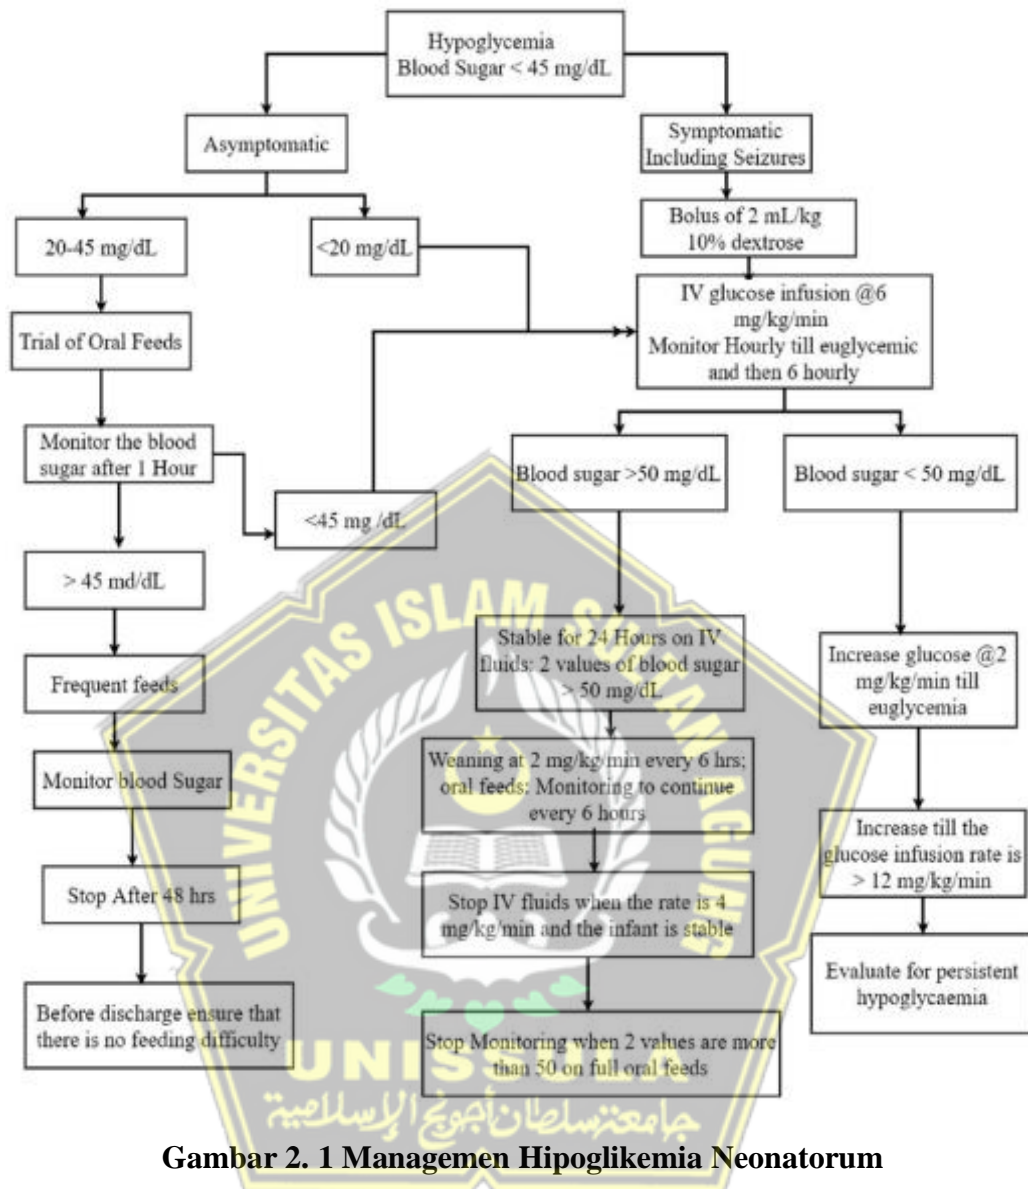 Hypoglycemia
Blood Sugar < 45 mg/dL
Asymptomatic
Symptomatic
Including Seizures
20-45 mg/dL
<20 mg/dL
Bolus of 2 mL/kg
10% dextrose
Trial of Oral Feeds
IV glucose infusion @6
mg/kg/min
Monitor Hourly till euglycemic
and then 6 hourly
Monitor the blood
sugar after 1 Hour
<45 mg /dL
Blood sugar >50 mg/dL
Blood sugar < 50 mg/dL
> 45 md/dL
Frequent feeds
Monitor blood Sugar
Stop After 48 hrs
Before discharge ensure that
there is no feeding difficulty
Stable for 24 Hours on IV
fluids: 2 values of blood sugar
> 50 mg/dL
Weaning at 2 mg/kg/min every 6 hrs;
oral feeds: Monitoring to continue
every 6 hours
Stop IV fluids when the rate is 4
mg/kg/min and the infant is stable
Stop Monitoring when 2 values are more
than 50 on full oral feeds
Increase glucose @2
mg/kg/min till
euglycemia
Increase till the
glucose infusion rate is
> 12 mg/kg/min
Evaluate for persistent
hypoglycaemia
UNIVERSITAS ISLAM SULTAN AGUNG
UNISSULA
جامعتسلطان أجونج الإسلامية
Gambar 2. 1 Managemen Hipoglikemia Neonatorum